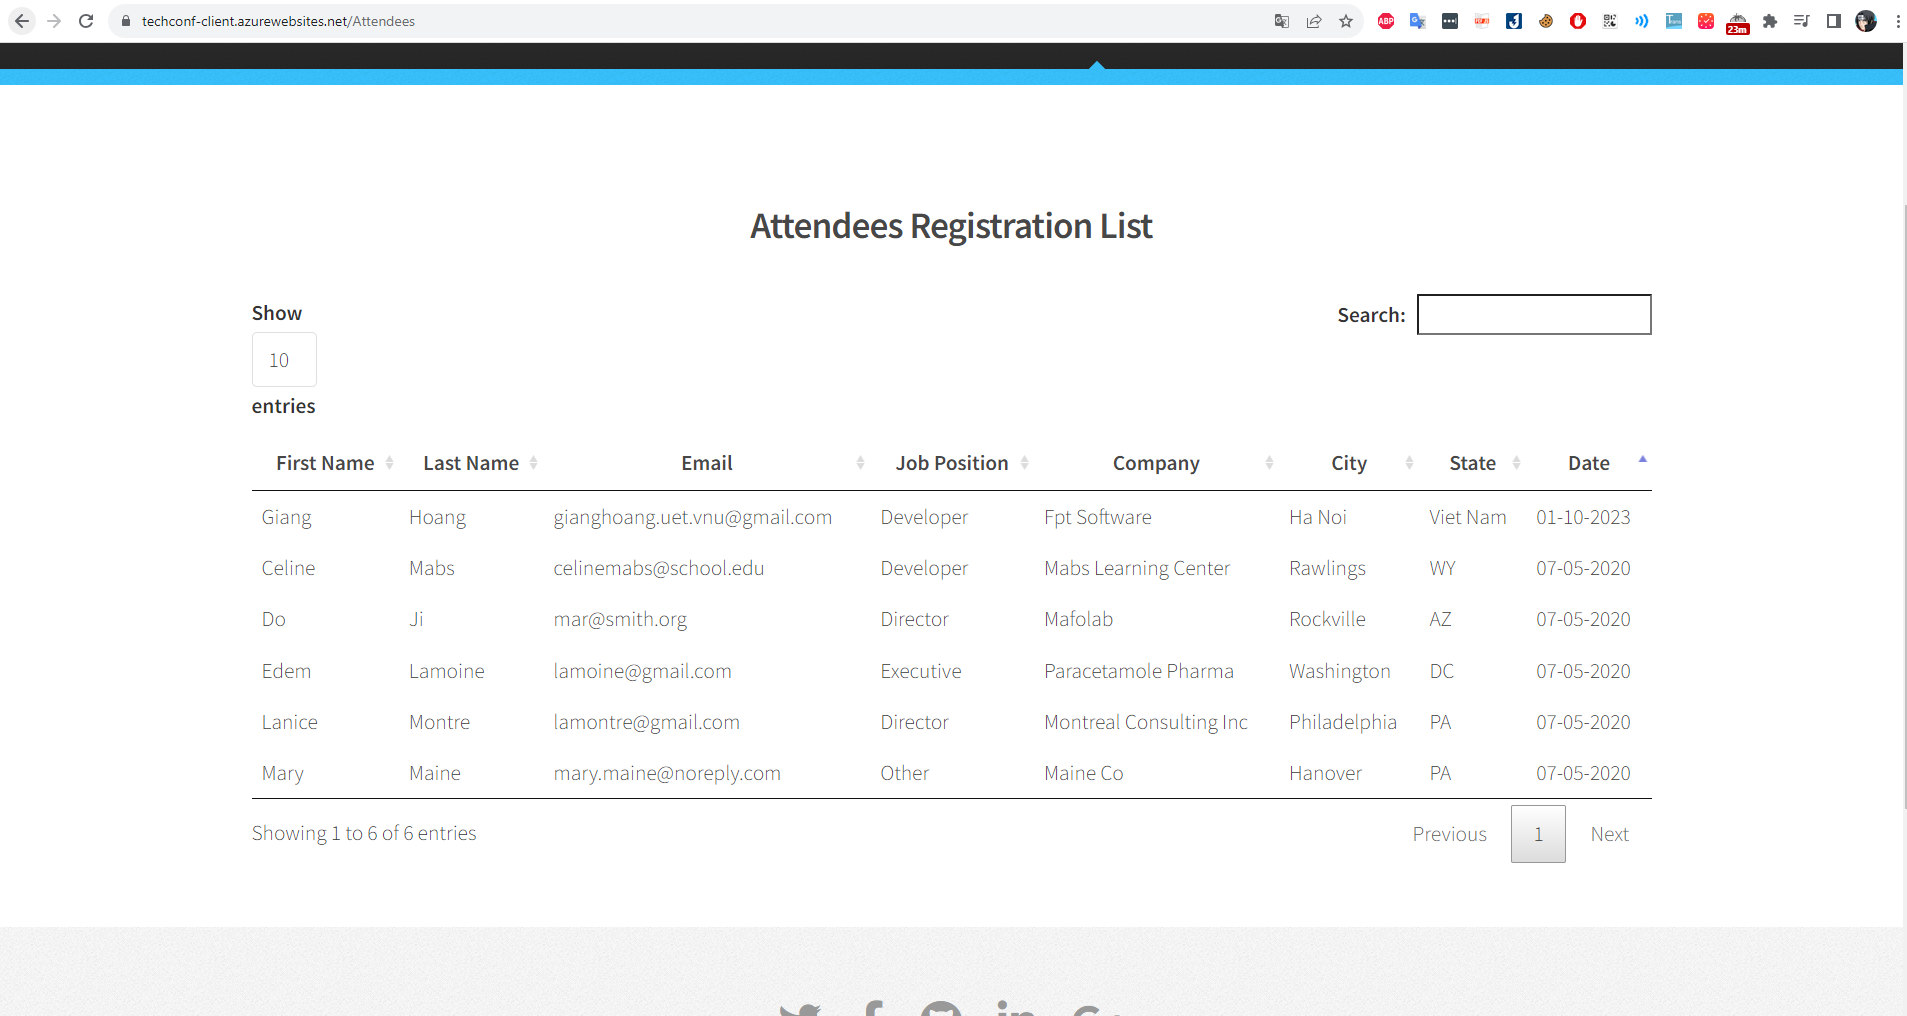 techconf-client.azurewebsites.net/Attendees
ABP
23m
Attendees Registration List
Show
Search:
10
entries
First Name Last Name Email Job Position Company City State Date
Giang Hoang gianghoang.uet.vnu@gmail.com Developer Fpt Software Ha Noi Viet Nam 01-10-2023
Celine Mabs celinemabs@school.edu Developer Mabs Learning Center Rawlings WY 07-05-2020
Do Ji mar@smith.org Director Mafolab Rockville AZ 07-05-2020
Edem Lamoine lamoine@gmail.com Executive Paracetamole Pharma Washington DC 07-05-2020
Lanice Montre lamontre@gmail.com Director Montreal Consulting Inc Philadelphia PA 07-05-2020
Mary Maine mary.maine@noreply.com Other Maine Co Hanover PA 07-05-2020
Showing 1 to 6 of 6 entries
Previous 1 Next